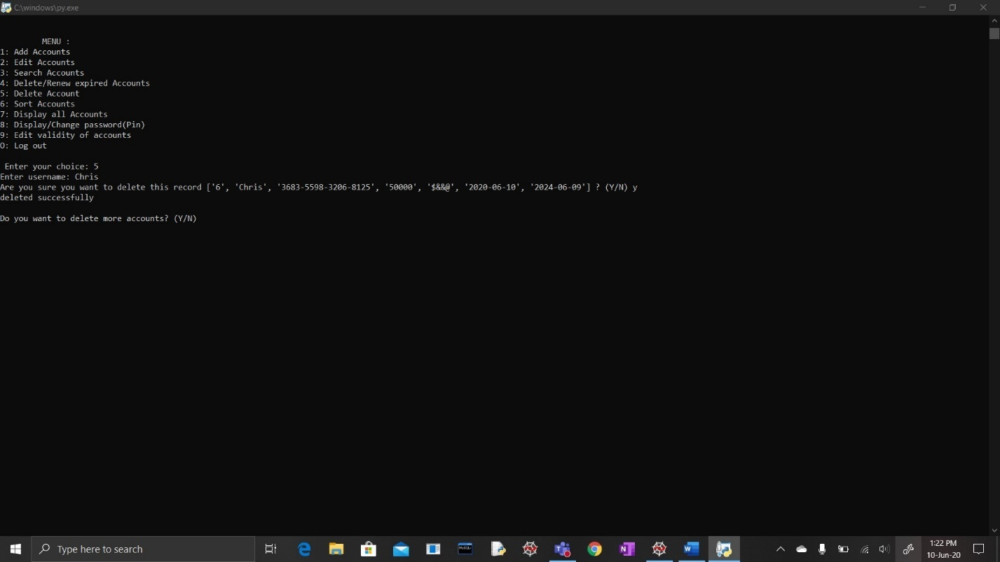 C:\windows\py.exe
MENU :
1: Add Accounts
2: Edit Accounts
3: Search Accounts
4: Delete/Renew expired Accounts
5: Delete Account
6: Sort Accounts
7: Display all Accounts
8: Display/Change password(Pin)
9: Edit validity of accounts
O: Log out
Enter your choice: 5
Enter username: Chris
Are you sure you want to delete this record ['6', 'Chris', '3683-5598-3206-8125', '50000', '$&&@', '2020-06-10', '2024-06-09'] ? (Y/N) y
deleted successfully
Do you want to delete more accounts? (Y/N)
Type here to search
MySQL
1:22 PM
10-Jun-20